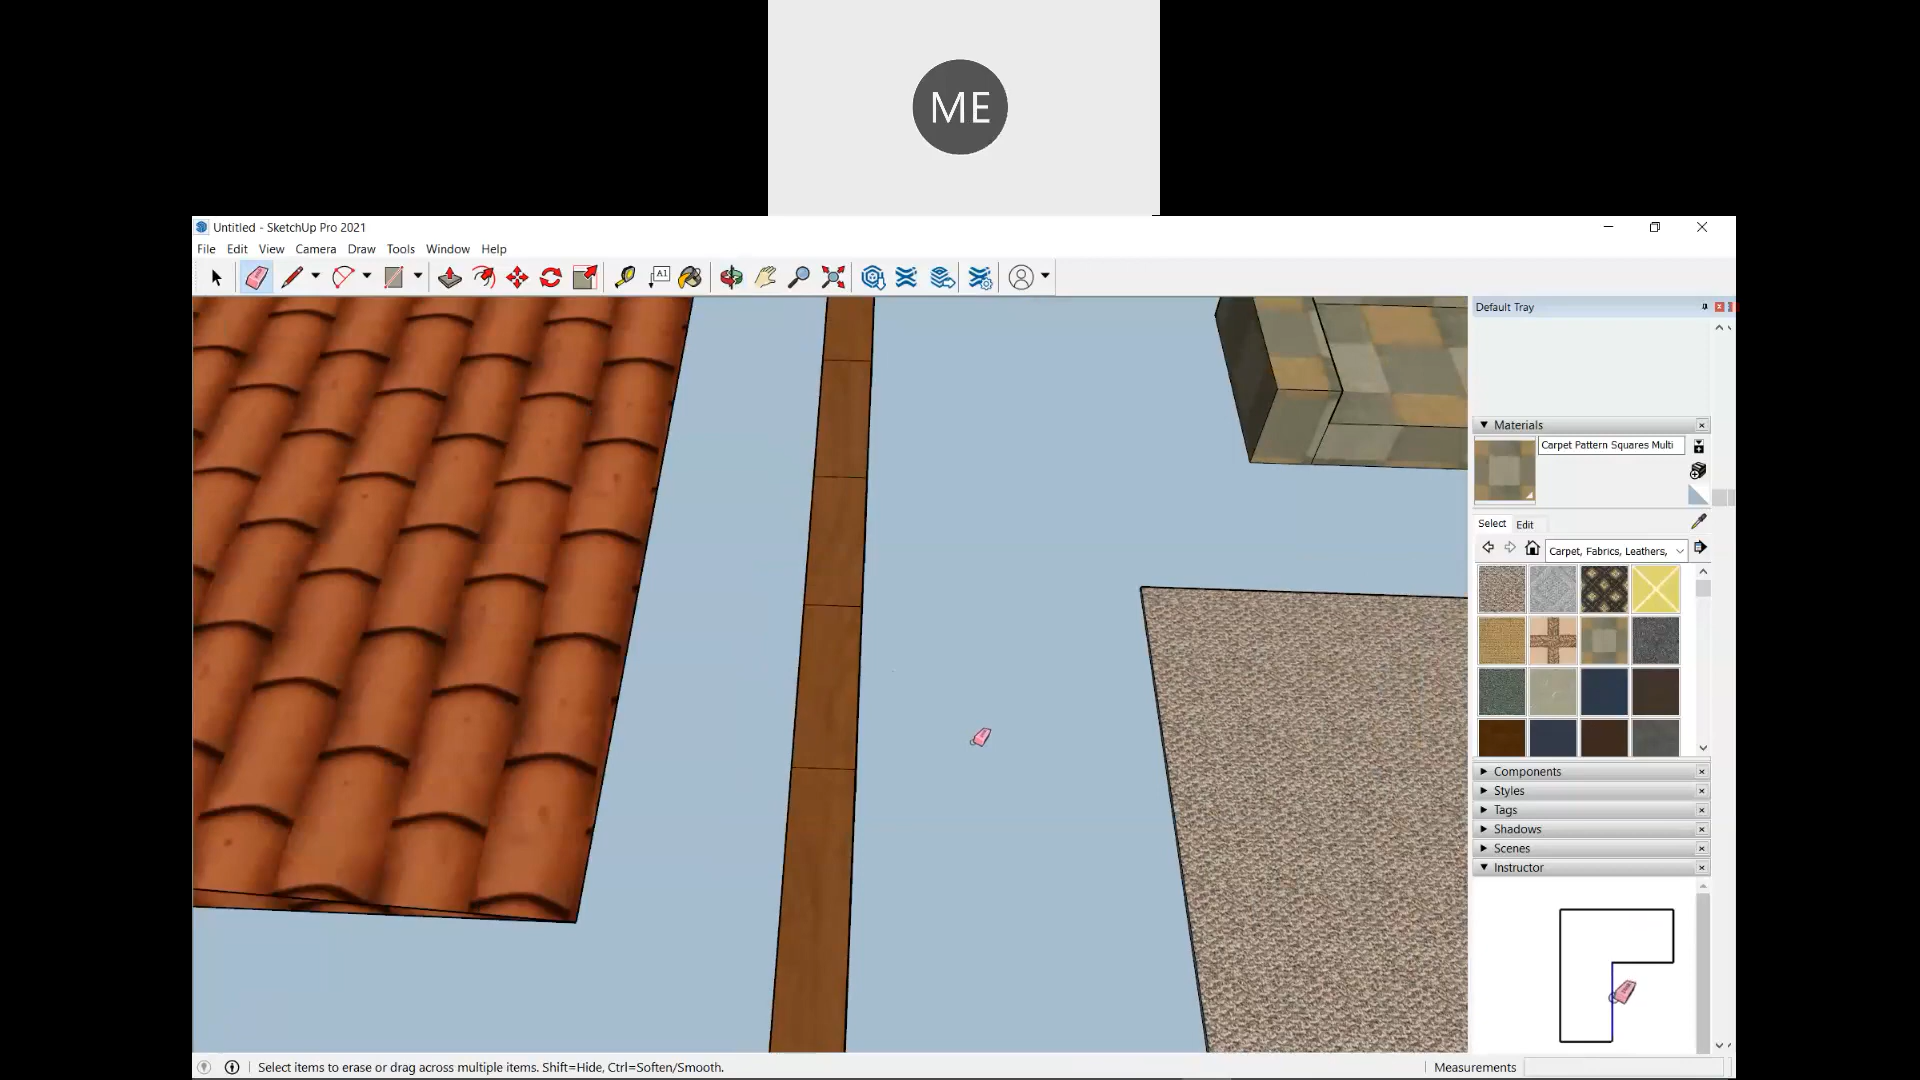 ME
Untitled - SketchUp Pro 2021
File Edit View Camera Draw Tools Window Help
A1
Default Tray
Materials
Carpet Pattern Squares Multi
Select Edit
Carpet, Fabrics, Leathers,
Components
Styles
Tags
Shadows
Scenes
Instructor
Select items to erase or drag across multiple items. Shift=Hide, Ctrl=Soften/Smooth.
Measurements